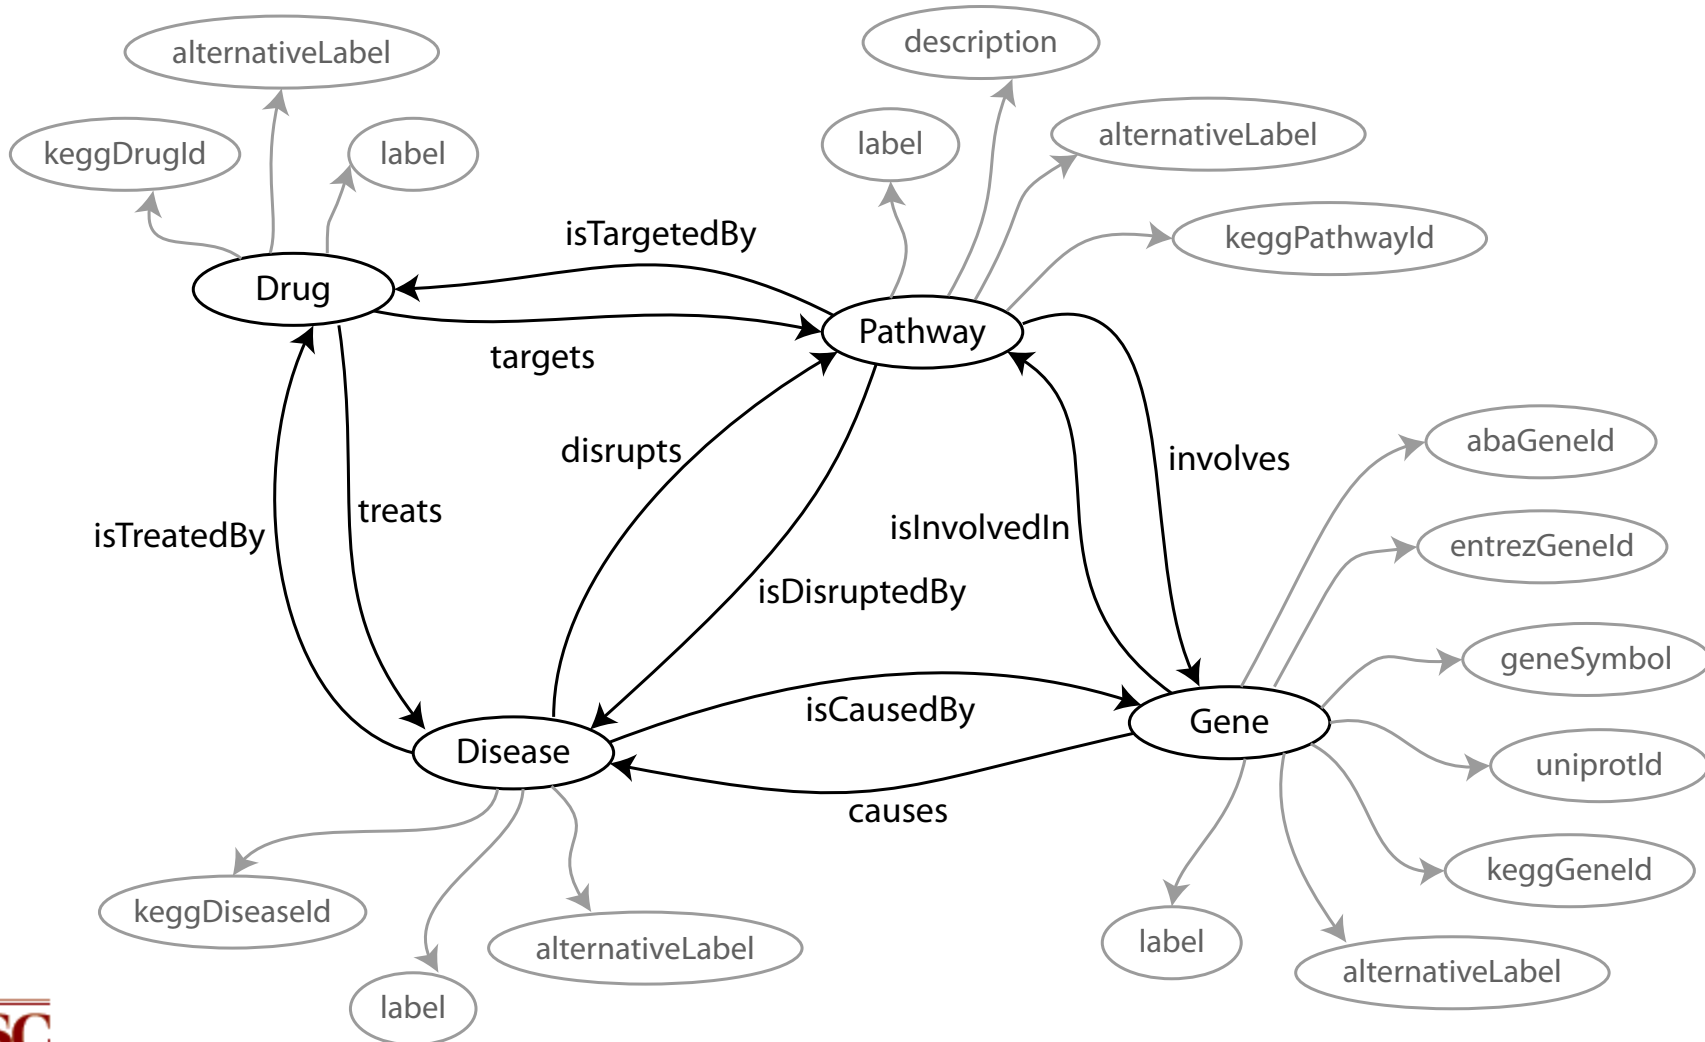 description
alternativeLabel
alternativeLabel
label
keggDrugId
label
isTargetedBy
keggPathwayId
Drug
Pathway
targets
abaGeneId
disrupts
involves
treats
isInvolvedIn
isTreatedBy
entrezGeneId
isDisruptedBy
geneSymbol
isCausedBy
Gene
Disease
uniprotId
causes
keggGeneId
keggDiseaseId
alternativeLabel
label
alternativeLabel
label
SC